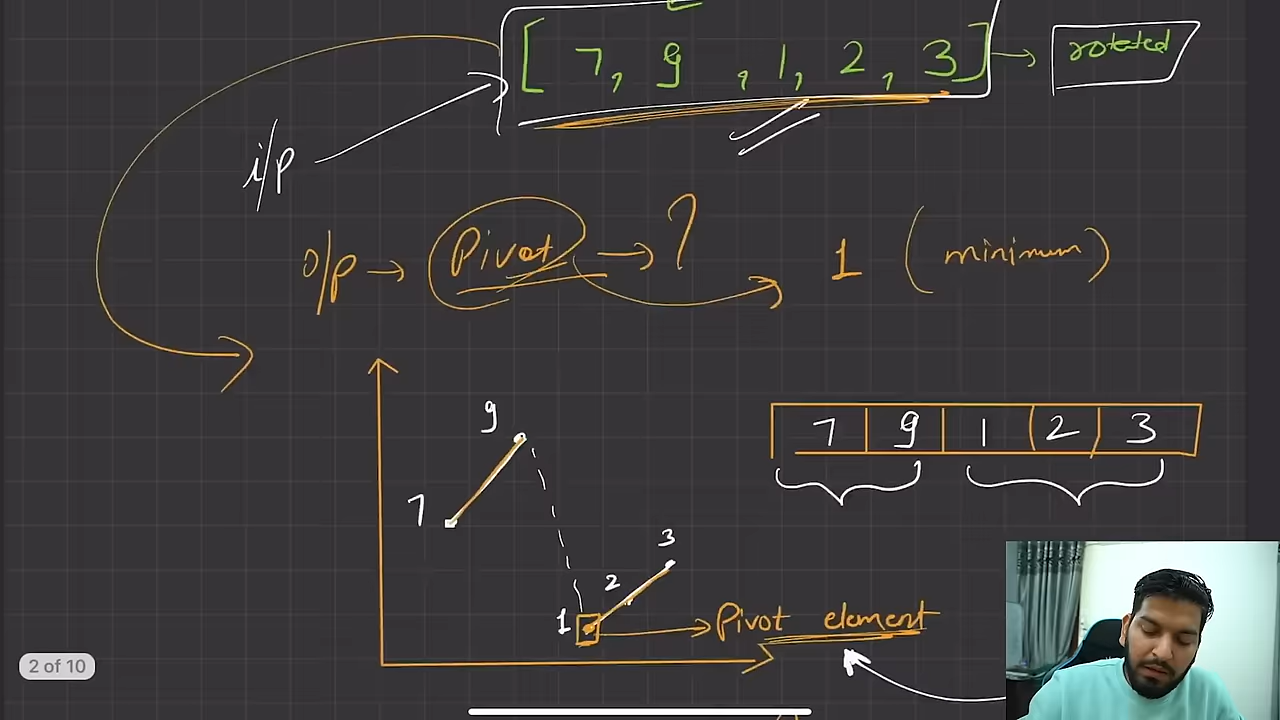 [ 7, 9 , 1, 2, 3] → rotated
i/p
o/p → Pivot → ? 1 (minimum)
9
7
3
2
1
Pivot element
7 9 1 2 3
2 of 10